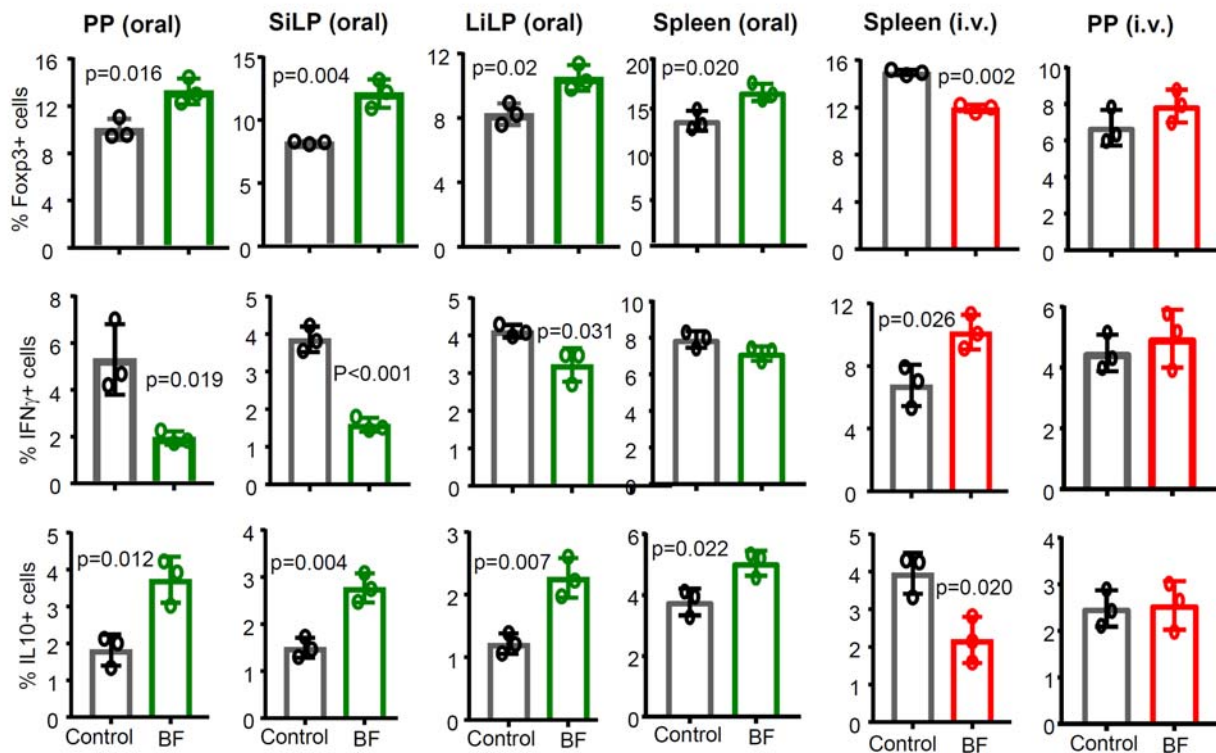 PP (oral) SiLP (oral) LiLP (oral) Spleen (oral) Spleen (i.v.) PP (i.v.)
% Foxp3+ cells
16 12 8 4 0 p=0.016
15 10 5 0 p=0.004
12 8 4 0 p=0.02
20 15 10 5 0 p=0.020
16 12 8 4 0 p=0.002
10 8 6 4 2 0
% IFNγ+ cells
8 6 4 2 0 p=0.019
5 4 3 2 1 0 P<0.001
5 4 3 2 1 0 p=0.031
10 8 6 4 2 0
12 8 4 0 p=0.026
6 4 2 0
% IL10+ cells
5 4 3 2 1 0 p=0.012
4 3 2 1 0 p=0.004
3 2 1 0 p=0.007
6 4 2 0 p=0.022
5 4 3 2 1 0 p=0.020
4 3 2 1 0
Control BF Control BF Control BF Control BF Control BF Control BF